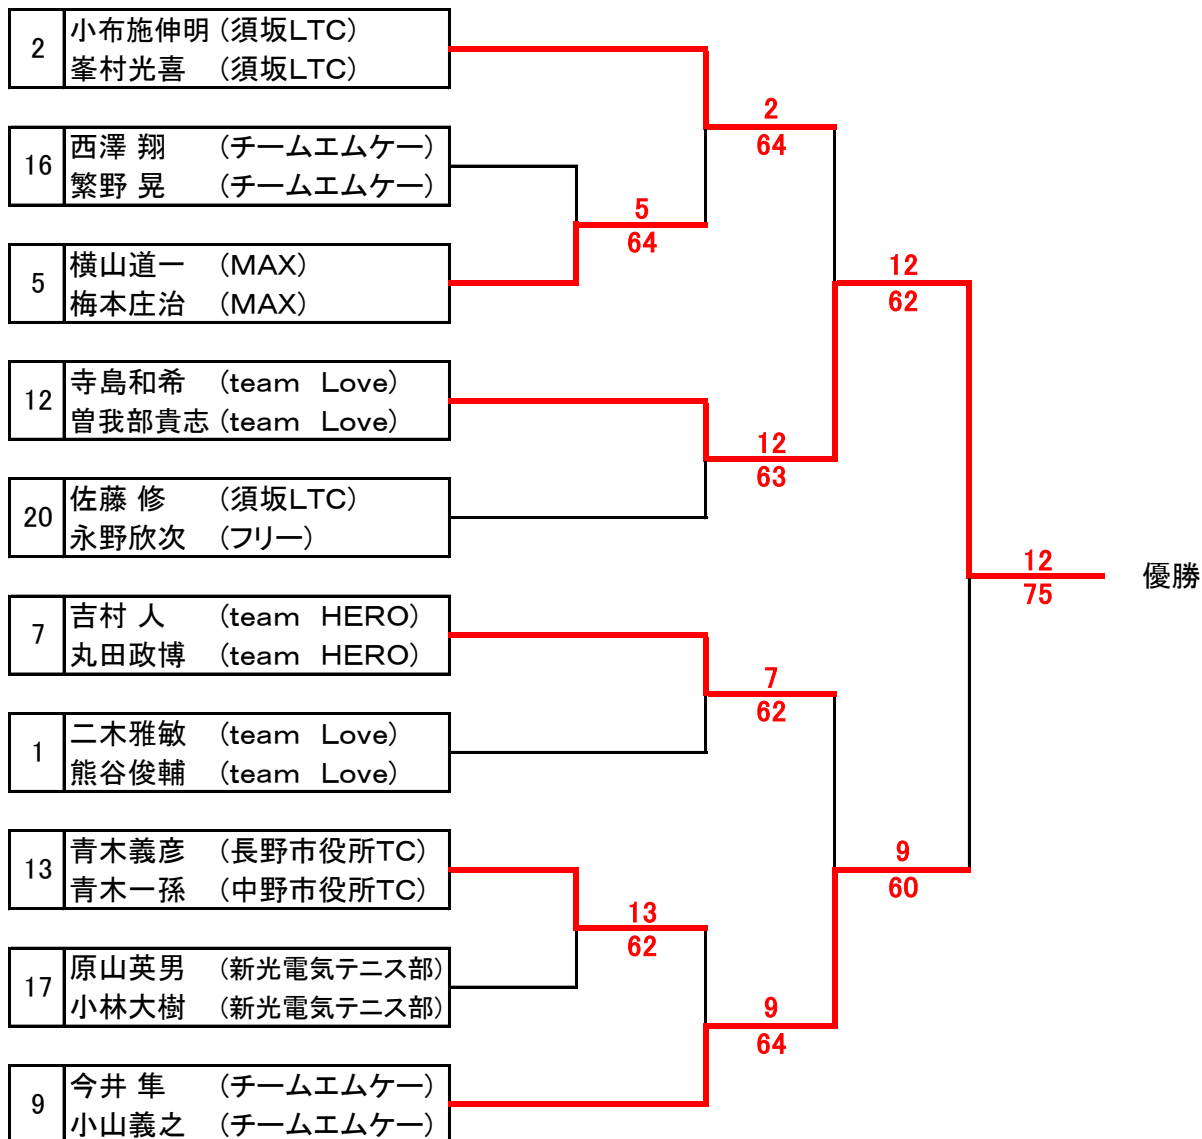 2 小布施伸明 (須坂LTC)
峯村光喜 (須坂LTC)
16 西澤 翔 (チームエムケー)
繁野 晃 (チームエムケー)
5 横山道一 (MAX)
梅本庄治 (MAX)
12 寺島和希 (team Love)
曽我部貴志 (team Love)
20 佐藤 修 (須坂LTC)
永野欣次 (フリー)
7 吉村 人 (team HERO)
丸田政博 (team HERO)
1 二木雅敏 (team Love)
熊谷俊輔 (team Love)
13 青木義彦 (長野市役所TC)
青木一孫 (中野市役所TC)
17 原山英男 (新光電気テニス部)
小林大樹 (新光電気テニス部)
9 今井 隼 (チームエムケー)
小山義之 (チームエムケー)
5
64
13
62
2
64
12
63
7
62
9
64
12
62
9
60
12
75
優勝